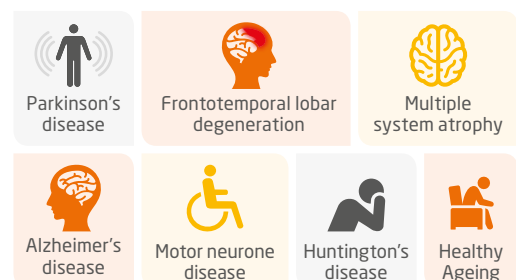 Parkinson's
disease
Frontotemporal lobar
degeneration
Multiple
system atrophy
Alzheimer's
disease
Motor neurone
disease
Huntington's
disease
Healthy
Ageing